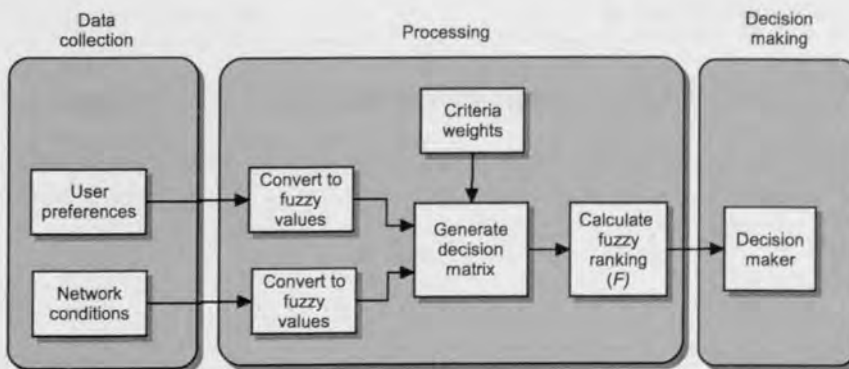 Data
collection
Processing
Decision
making
Criteria
weights
User
preferences
Convert to
fuzzy
values
Generate
decision
matrix
Calculate
fuzzy
ranking
(F)
Decision
maker
Network
conditions
Convert to
fuzzy
values